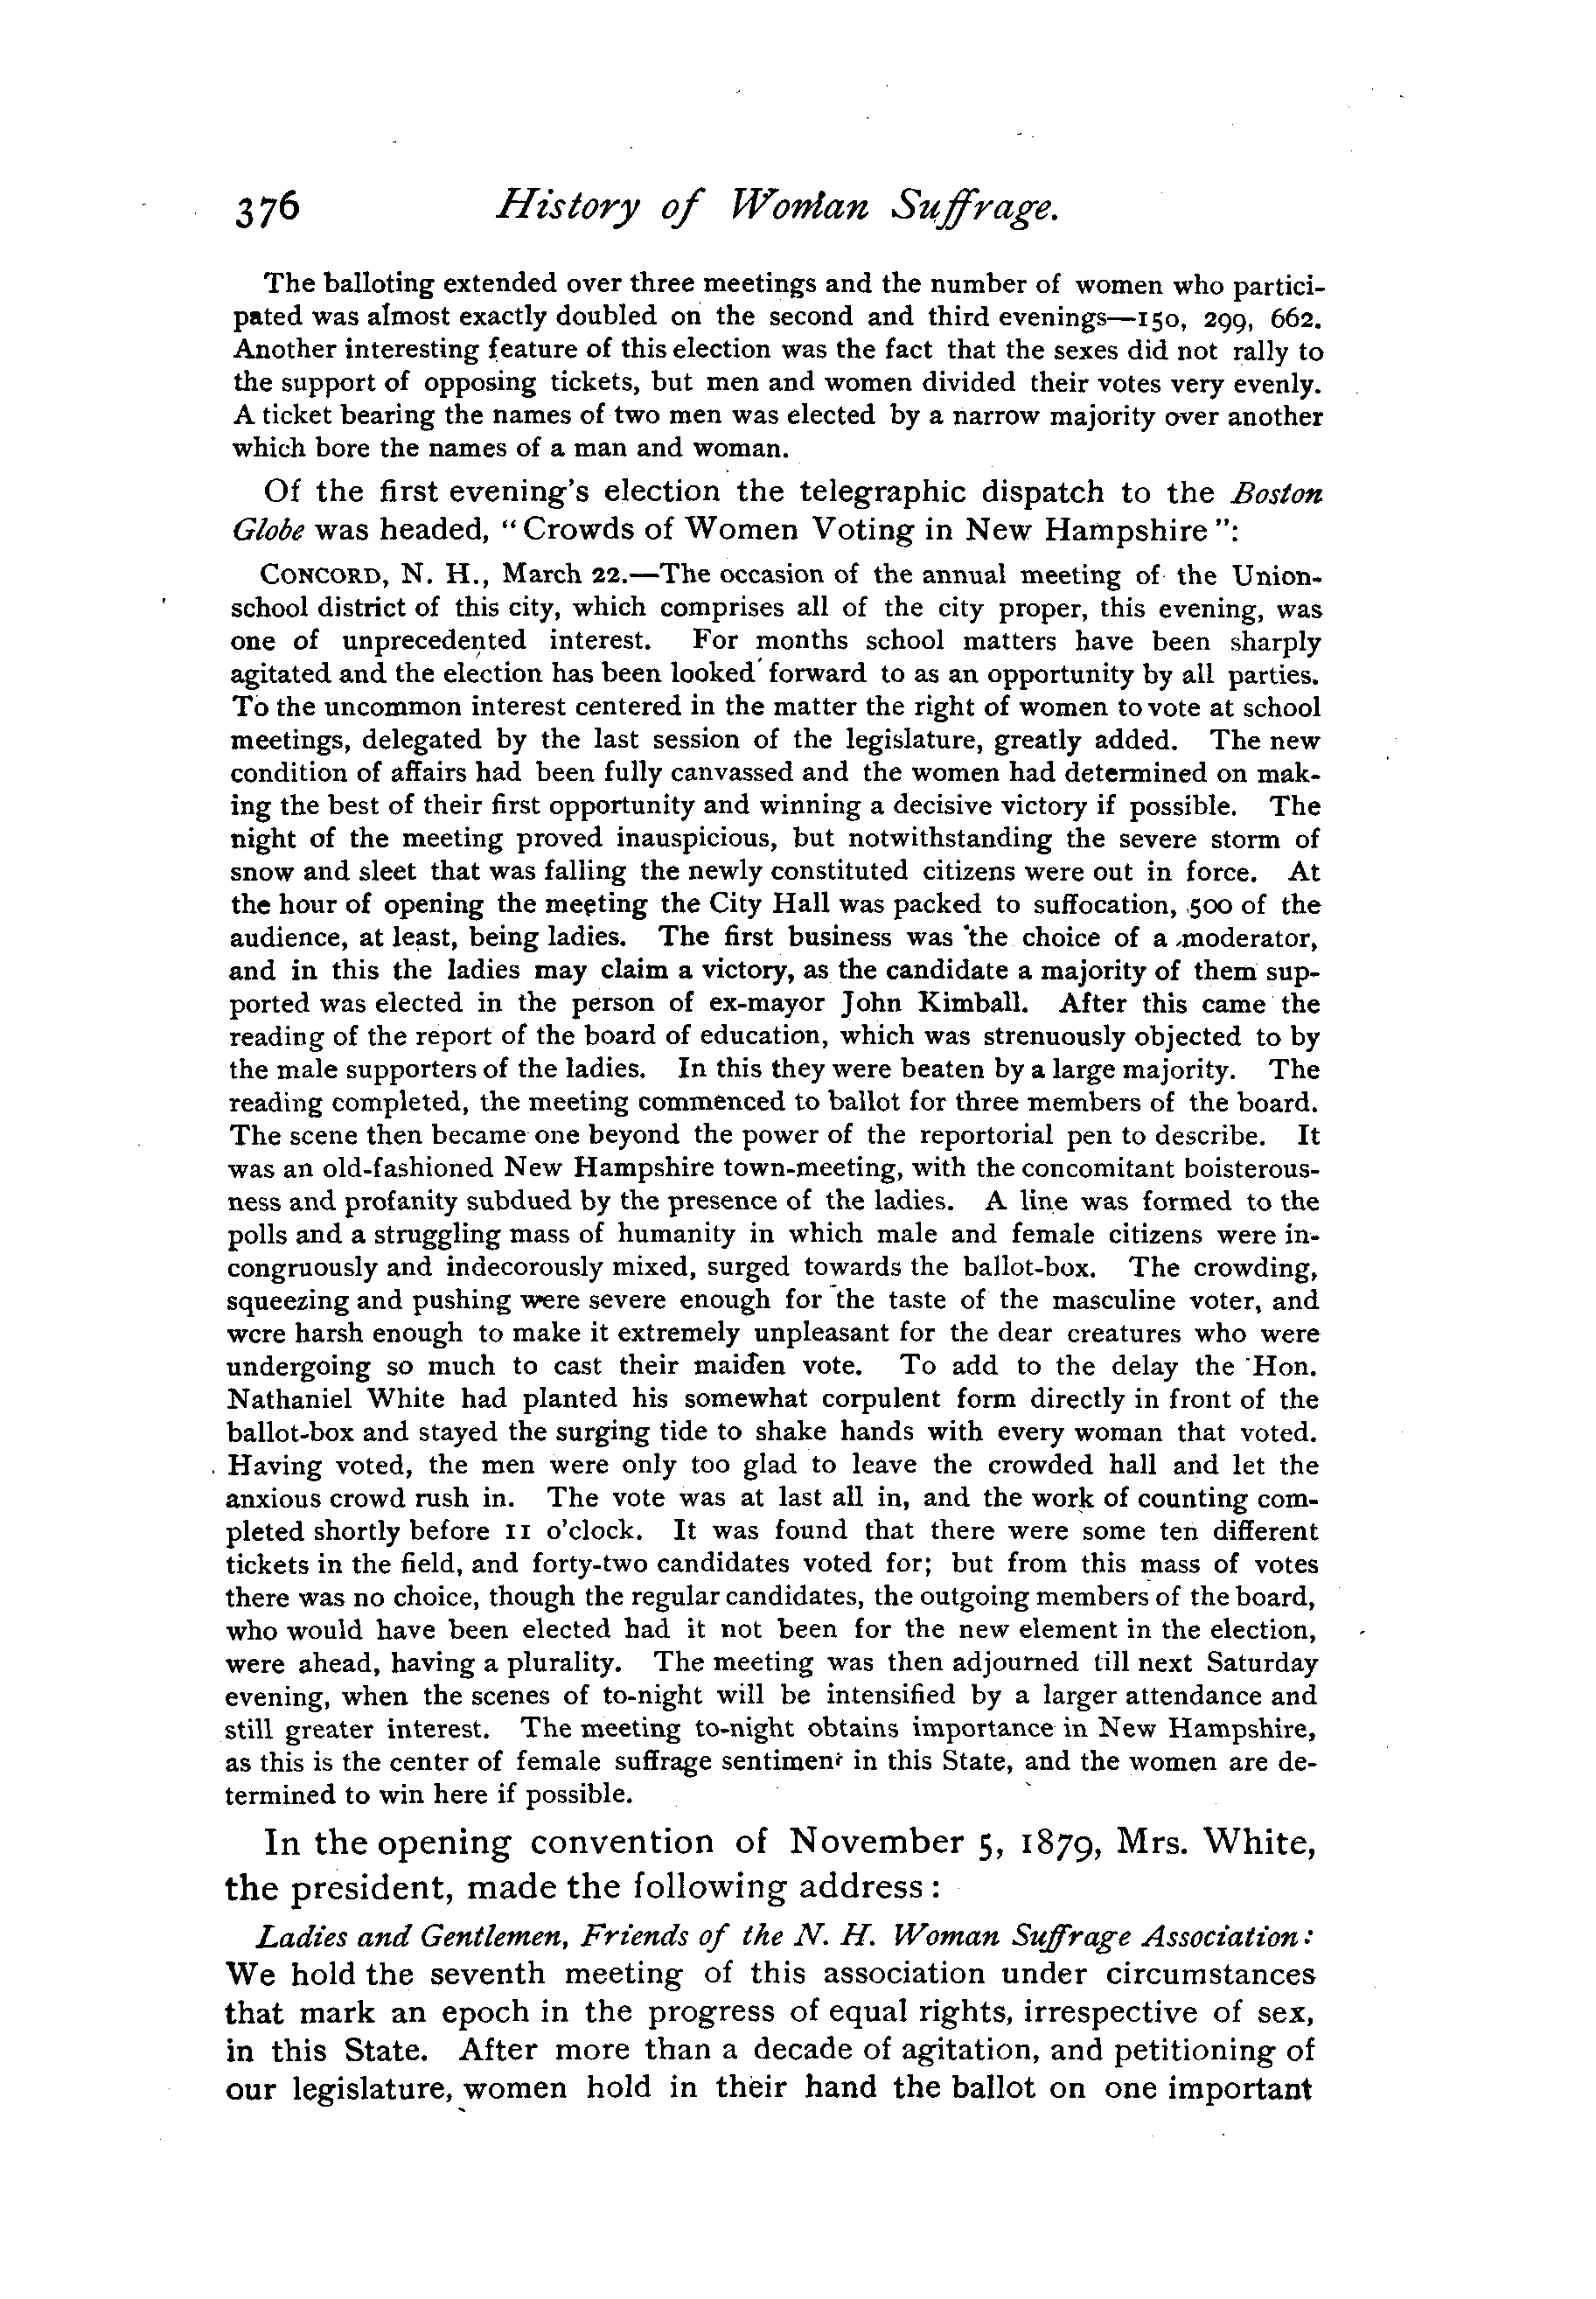 376 History of Woman Suffrage.
The balloting extended over three meetings and the number of women who partici-
pated was almost exactly doubled on the second and third evenings—150, 299, 662.
Another interesting feature of this election was the fact that the sexes did not rally to
the support of opposing tickets, but men and women divided their votes very evenly.
A ticket bearing the names of two men was elected by a narrow majority over another
which bore the names of a man and woman.
Of the first evening's election the telegraphic dispatch to the Boston
Globe was headed, "Crowds of Women Voting in New Hampshire":
CONCORD, N. H., March 22.—The occasion of the annual meeting of the Union-
school district of this city, which comprises all of the city proper, this evening, was
one of unprecedented interest. For months school matters have been sharply
agitated and the election has been looked forward to as an opportunity by all parties.
To the uncommon interest centered in the matter the right of women to vote at school
meetings, delegated by the last session of the legislature, greatly added. The new
condition of affairs had been fully canvassed and the women had determined on mak-
ing the best of their first opportunity and winning a decisive victory if possible. The
night of the meeting proved inauspicious, but notwithstanding the severe storm of
snow and sleet that was falling the newly constituted citizens were out in force. At
the hour of opening the meeting the City Hall was packed to suffocation, 500 of the
audience, at least, being ladies. The first business was the choice of a moderator,
and in this the ladies may claim a victory, as the candidate a majority of them sup-
ported was elected in the person of ex-mayor John Kimball. After this came the
reading of the report of the board of education, which was strenuously objected to by
the male supporters of the ladies. In this they were beaten by a large majority. The
reading completed, the meeting commenced to ballot for three members of the board.
The scene then became one beyond the power of the reportorial pen to describe. It
was an old-fashioned New Hampshire town-meeting, with the concomitant boisterous-
ness and profanity subdued by the presence of the ladies. A line was formed to the
polls and a struggling mass of humanity in which male and female citizens were in-
congruously and indecorously mixed, surged towards the ballot-box. The crowding,
squeezing and pushing were severe enough for the taste of the masculine voter, and
were harsh enough to make it extremely unpleasant for the dear creatures who were
undergoing so much to cast their maiden vote. To add to the delay the Hon.
Nathaniel White had planted his somewhat corpulent form directly in front of the
ballot-box and stayed the surging tide to shake hands with every woman that voted.
Having voted, the men were only too glad to leave the crowded hall and let the
anxious crowd rush in. The vote was at last all in, and the work of counting com-
pleted shortly before 11 o'clock. It was found that there were some ten different
tickets in the field, and forty-two candidates voted for; but from this mass of votes
there was no choice, though the regular candidates, the outgoing members of the board,
who would have been elected had it not been for the new element in the election,
were ahead, having a plurality. The meeting was then adjourned till next Saturday
evening, when the scenes of to-night will be intensified by a larger attendance and
still greater interest. The meeting to-night obtains importance in New Hampshire,
as this is the center of female suffrage sentiment in this State, and the women are de-
termined to win here if possible.
In the opening convention of November 5, 1879, Mrs. White,
the president, made the following address:
Ladies and Gentlemen, Friends of the N. H. Woman Suffrage Association:
We hold the seventh meeting of this association under circumstances
that mark an epoch in the progress of equal rights, irrespective of sex,
in this State. After more than a decade of agitation, and petitioning of
our legislature, women hold in their hand the ballot on one important